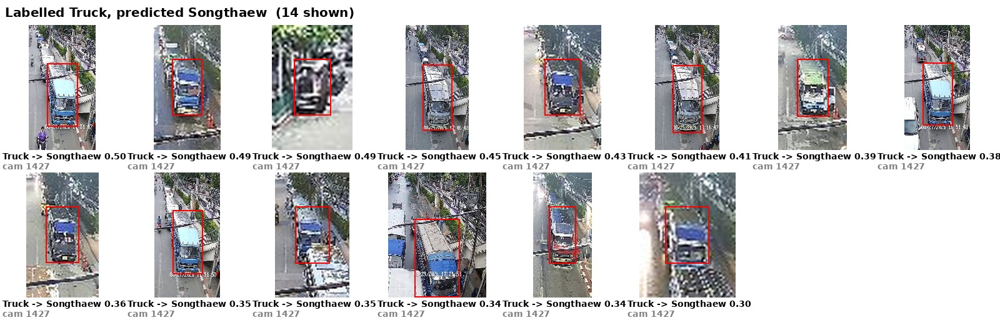 Labelled Truck, predicted Songthaew (14 shown)
Truck -> Songthaew 0.50 Truck -> Songthaew 0.49 Truck -> Songthaew 0.49 Truck -> Songthaew 0.45 Truck -> Songthaew 0.43 Truck -> Songthaew 0.41 Truck -> Songthaew 0.39 Truck -> Songthaew 0.38
cam 1427 cam 1427 cam 1427 cam 1427 cam 1427 cam 1427 cam 1427 cam 1427
Truck -> Songthaew 0.36 Truck -> Songthaew 0.35 Truck -> Songthaew 0.35 Truck -> Songthaew 0.34 Truck -> Songthaew 0.34 Truck -> Songthaew 0.30
cam 1427 cam 1427 cam 1427 cam 1427 cam 1427 cam 1427